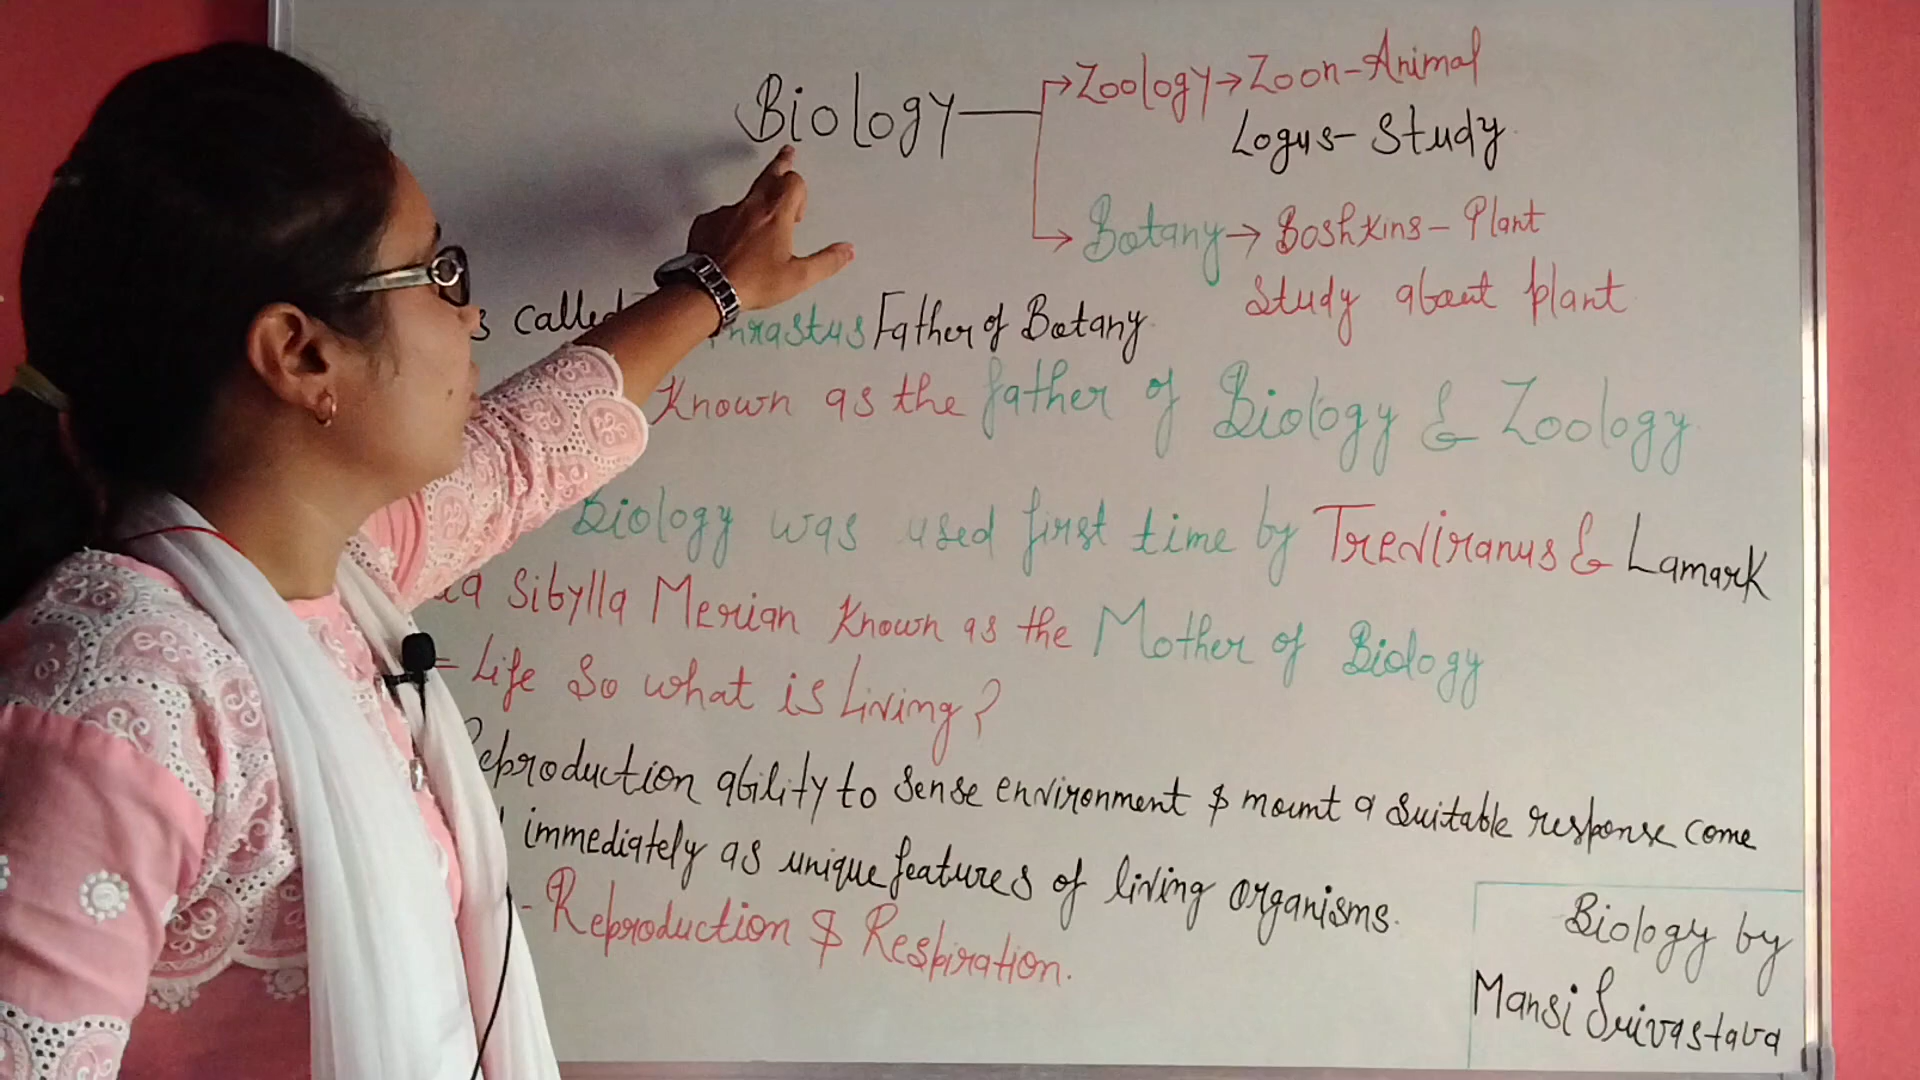 Biology → Zoology → Zoon-Animal
Logus-Study
Botany → Boshkins-Plant
Study about plant
called Father of Botany
Known as the father of Biology & Zoology
Biology was used first time by Treviranus & Lamark
Sibylla Merian Known as the Mother of Biology
- Life So what is Living?
Reproduction ability to sense environment & mount a suitable response come
immediately as unique features of living organisms.
- Reproduction & Respiration.
Biology by
Mansi Srivastava